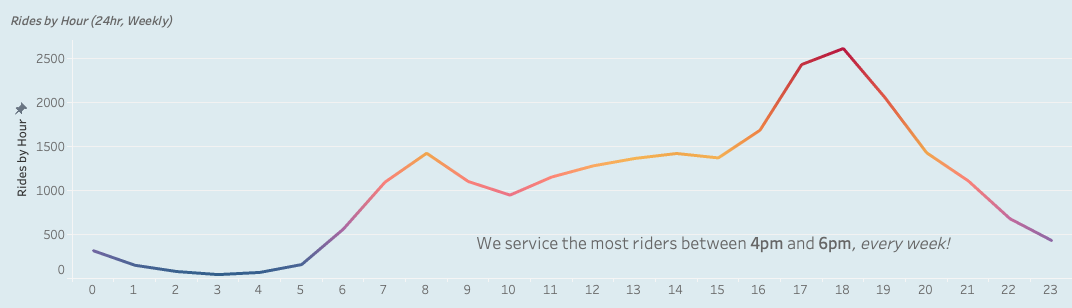 Rides by Hour (24hr, Weekly)
Rides by Hour
2500
2000
1500
1000
500
0
We service the most riders between 4pm and 6pm, every week!
0 1 2 3 4 5 6 7 8 9 10 11 12 13 14 15 16 17 18 19 20 21 22 23